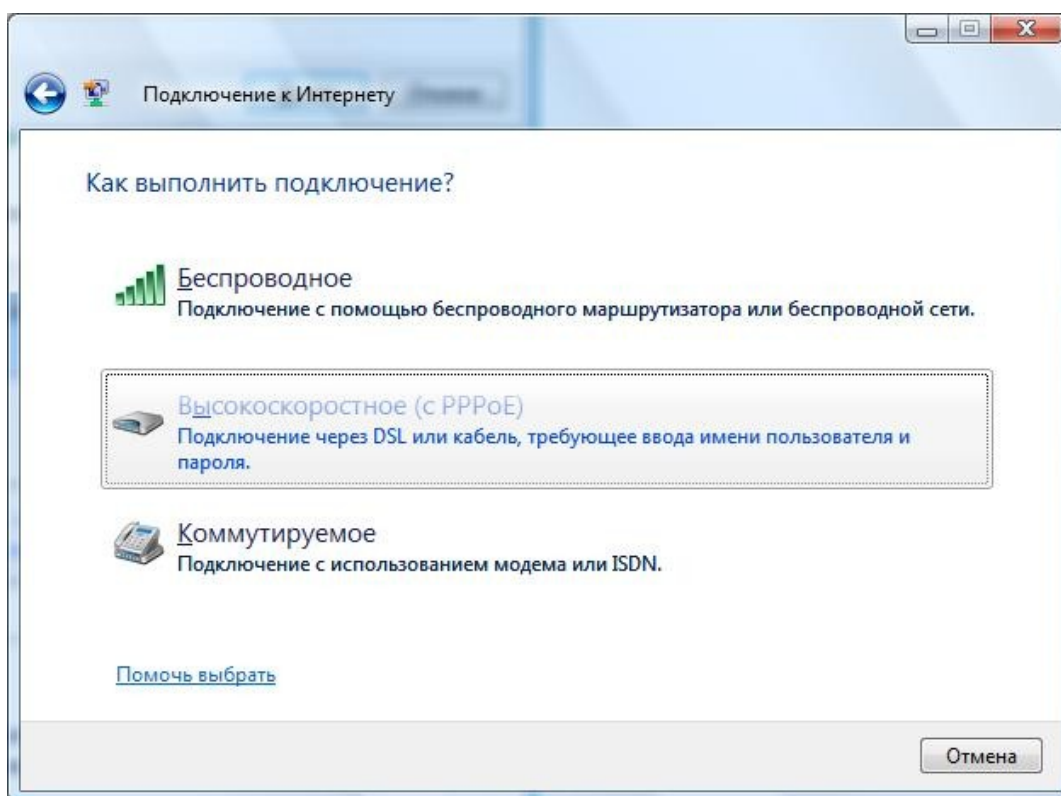 Подключение к Интернету
Как выполнить подключение?
Беспроводное
Подключение с помощью беспроводного маршрутизатора или беспроводной сети.
Высокоскоростное (с PPPoE)
Подключение через DSL или кабель, требующее ввода имени пользователя и
пароля.
Коммутируемое
Подключение с использованием модема или ISDN.
Помочь выбрать
Отмена